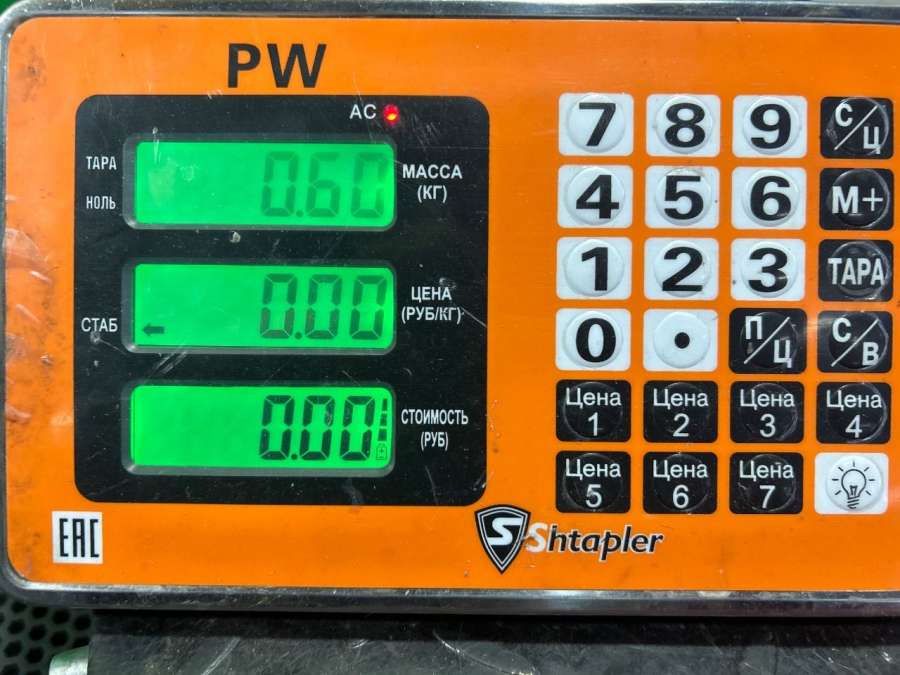 PW
AC
ТАРА
НОЛЬ
0.60
МАССА
(КГ)
СТАБ
0.00
ЦЕНА
(РУБ/КГ)
0.00
СТОИМОСТЬ
(РУБ)
7 8 9 С/Ц
4 5 6 М+
1 2 3 ТАРА
0 • П/Ц С/В
Цена 1 Цена 2 Цена 3 Цена 4
Цена 5 Цена 6 Цена 7
EAC
S Shtapler